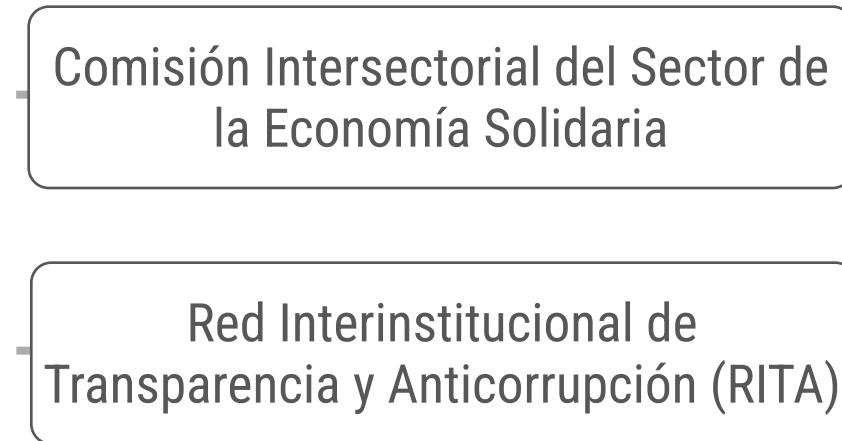 Comisión Intersectorial del Sector de
la Economía Solidaria
Red Interinstitucional de
Transparencia y Anticorrupción (RITA)